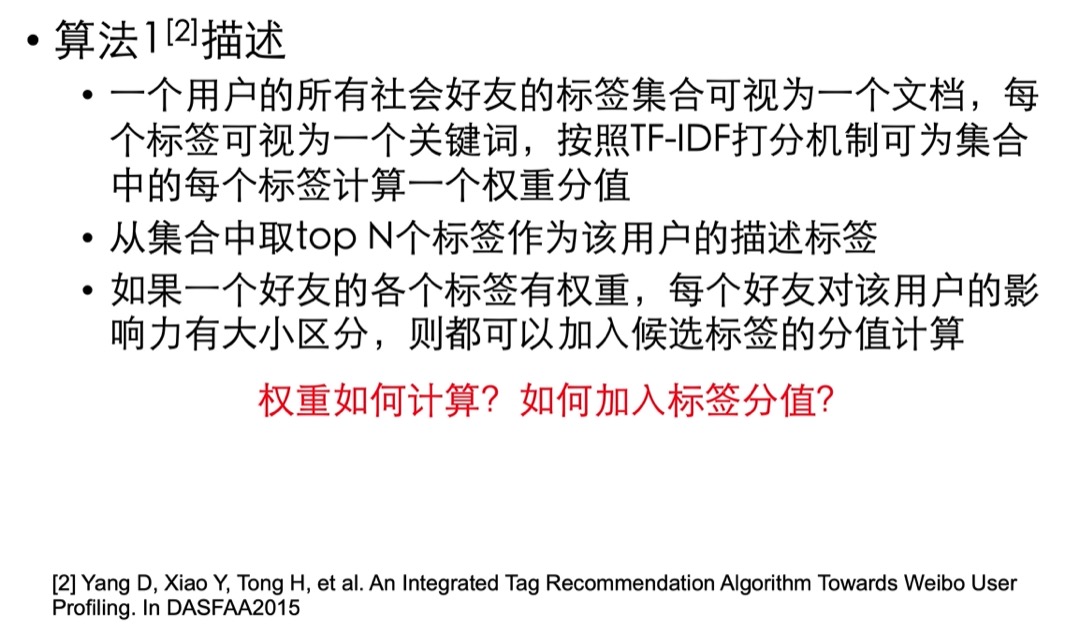 • 算法1[2]描述
• 一个用户的所有社会好友的标签集合可视为一个文档，每
个标签可视为一个关键词，按照TF-IDF打分机制可为集合
中的每个标签计算一个权重分值
• 从集合中取top N个标签作为该用户的描述标签
• 如果一个好友的各个标签有权重，每个好友对该用户的影
响力有大小区分，则都可以加入候选标签的分值计算
权重如何计算？如何加入标签分值？
[2] Yang D, Xiao Y, Tong H, et al. An Integrated Tag Recommendation Algorithm Towards Weibo User
Profiling. In DASFAA2015